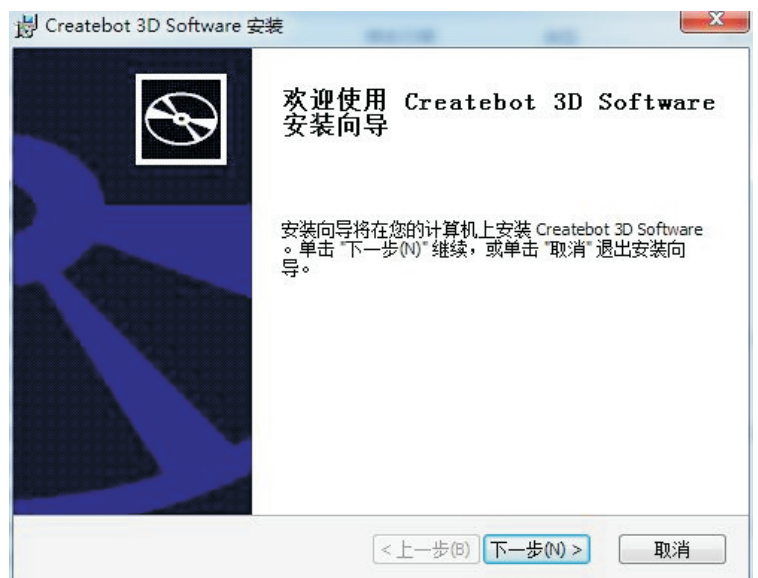 Createbot 3D Software 安装
欢迎使用 Createbot 3D Software
安装向导
安装向导将在您的计算机上安装 Createbot 3D Software
。单击 "下一步(N)" 继续，或单击 "取消" 退出安装向
导。
<上一步(B) 下一步(N) > 取消